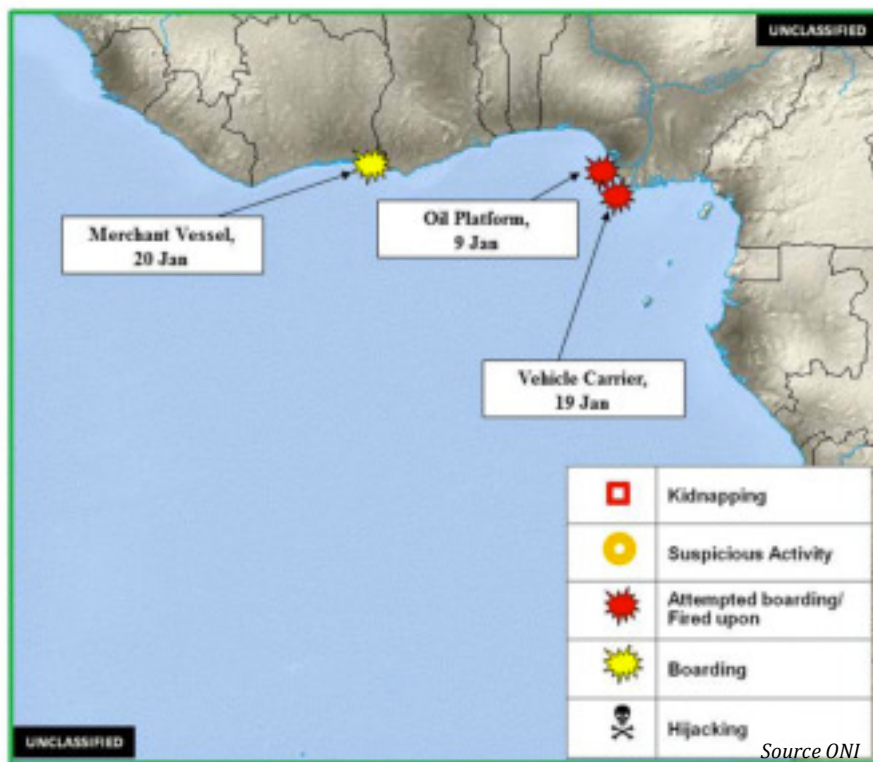 UNCLASSIFIED
Merchant Vessel,
20 Jan
Oil Platform,
9 Jan
Vehicle Carrier,
19 Jan
Kidnapping
Suspicious Activity
Attempted boarding/
Fired upon
Boarding
Hijacking
UNCLASSIFIED
Source ONI